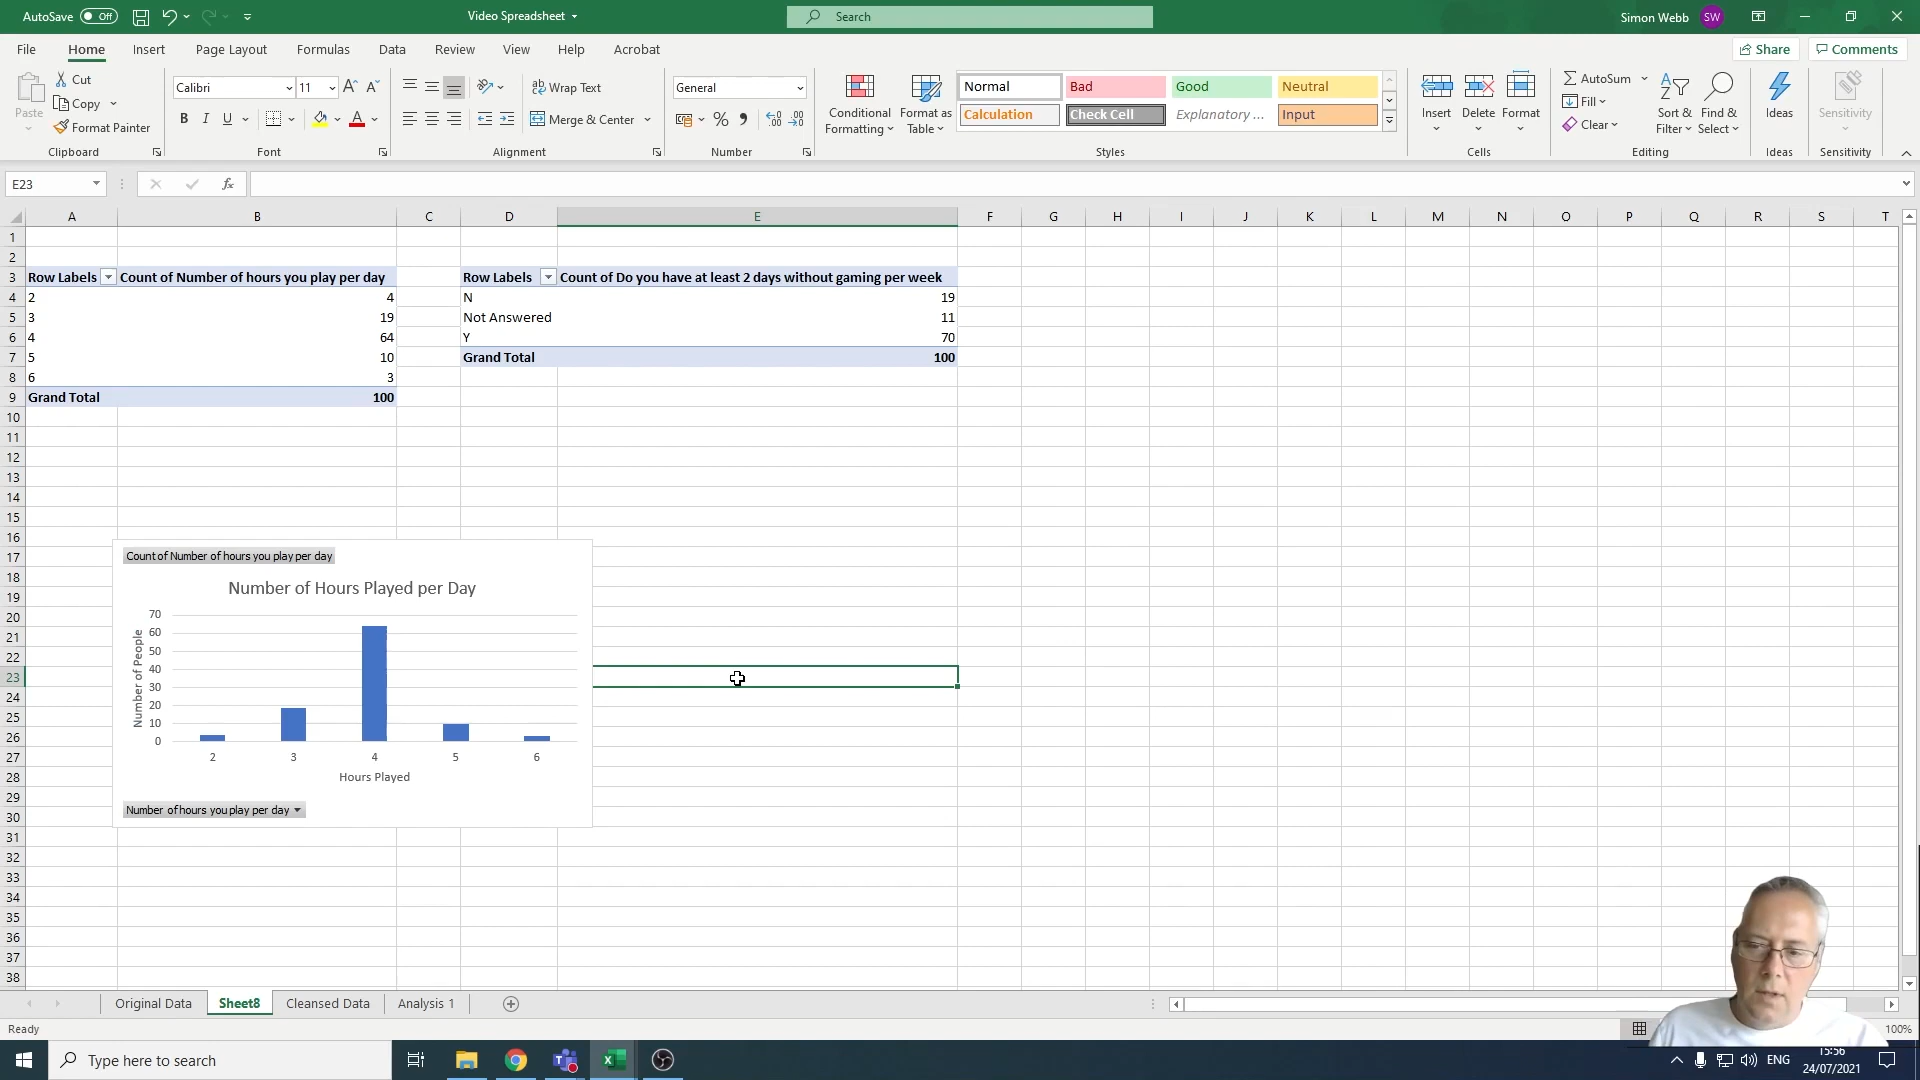 AutoSave Off Video Spreadsheet Search Simon Webb SW
File Home Insert Page Layout Formulas Data Review View Help Acrobat Share Comments
Paste Cut Copy Format Painter
Calibri 11 A A B I U A
Wrap Text
Merge & Center
General
%
Conditional Formatting Format as Table
Normal Bad Good Neutral
Calculation Check Cell Explanatory ... Input
Insert Delete Format
AutoSum Fill Clear
Sort & Filter Find & Select Ideas Sensitivity
Clipboard Font Alignment Number Styles Cells Editing Ideas Sensitivity
E23 fx
A B C D E F G H I J K L M N O P Q R S T
1
2
3 Row Labels Count of Number of hours you play per day Row Labels Count of Do you have at least 2 days without gaming per week
4 2 4 N 19
5 3 19 Not Answered 11
6 4 64 Y 70
7 5 10 Grand Total 100
8 6 3
9 Grand Total 100
10
11
12
13
14
15
16
17
18
19
20
21
22
23
24
25
26
27
28
29
30
31
32
33
34
35
36
37
38
Count of Number of hours you play per day
Number of Hours Played per Day
Number of People
70
60
50
40
30
20
10
0
2 3 4 5 6
Hours Played
Number of hours you play per day
Original Data Sheet8 Cleansed Data Analysis 1
Ready 100%
Type here to search ENG 15:56
24/07/2021